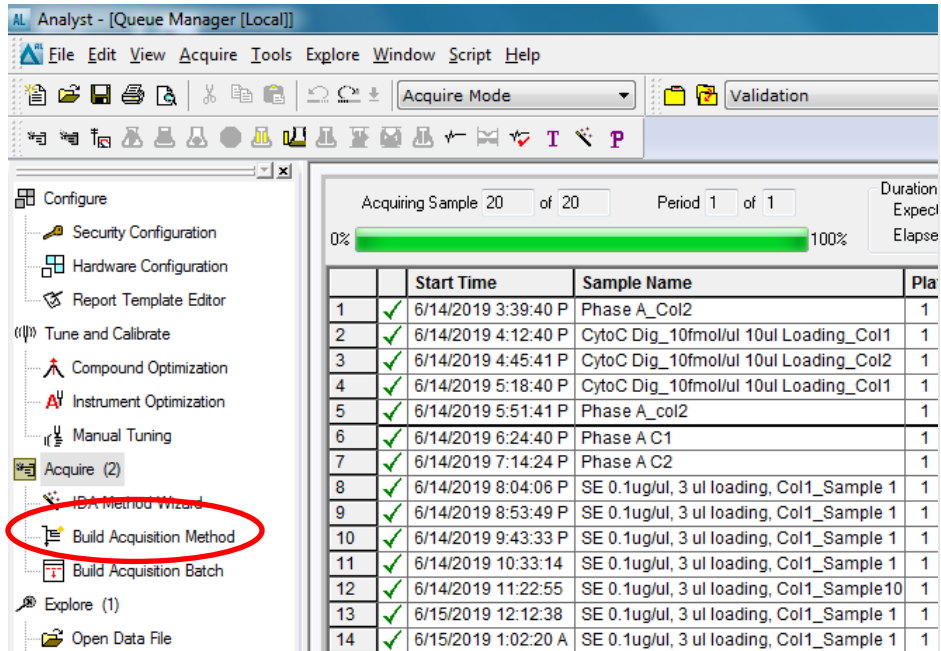 AL Analyst - [Queue Manager [Local]]
File Edit View Acquire Tools Explore Window Script Help
Acquire Mode Validation
T P
Configure
Security Configuration
Hardware Configuration
Report Template Editor
Tune and Calibrate
Compound Optimization
Instrument Optimization
Manual Tuning
Acquire (2)
IDA Method Wizard
Build Acquisition Method
Build Acquisition Batch
Explore (1)
Open Data File
Acquiring Sample 20 of 20 Period 1 of 1
Duration
Expect
Elapse
0% 100%
Start Time Sample Name Pla
1 6/14/2019 3:39:40 P Phase A_Col2 1
2 6/14/2019 4:12:40 P CytoC Dig_10fmol/ul 10ul Loading_Col1 1
3 6/14/2019 4:45:41 P CytoC Dig_10fmol/ul 10ul Loading_Col2 1
4 6/14/2019 5:18:40 P CytoC Dig_10fmol/ul 10ul Loading_Col1 1
5 6/14/2019 5:51:41 P Phase A_col2 1
6 6/14/2019 6:24:40 P Phase A C1 1
7 6/14/2019 7:14:24 P Phase A C2 1
8 6/14/2019 8:04:06 P SE 0.1ug/ul, 3 ul loading, Col1_Sample 1 1
9 6/14/2019 8:53:49 P SE 0.1ug/ul, 3 ul loading, Col1_Sample 1 1
10 6/14/2019 9:43:33 P SE 0.1ug/ul, 3 ul loading, Col1_Sample 1 1
11 6/14/2019 10:33:14 SE 0.1ug/ul, 3 ul loading, Col1_Sample 1 1
12 6/14/2019 11:22:55 SE 0.1ug/ul, 3 ul loading, Col1_Sample10 1
13 6/15/2019 12:12:38 SE 0.1ug/ul, 3 ul loading, Col1_Sample 1 1
14 6/15/2019 1:02:20 A SE 0.1ug/ul, 3 ul loading, Col1_Sample 1 1